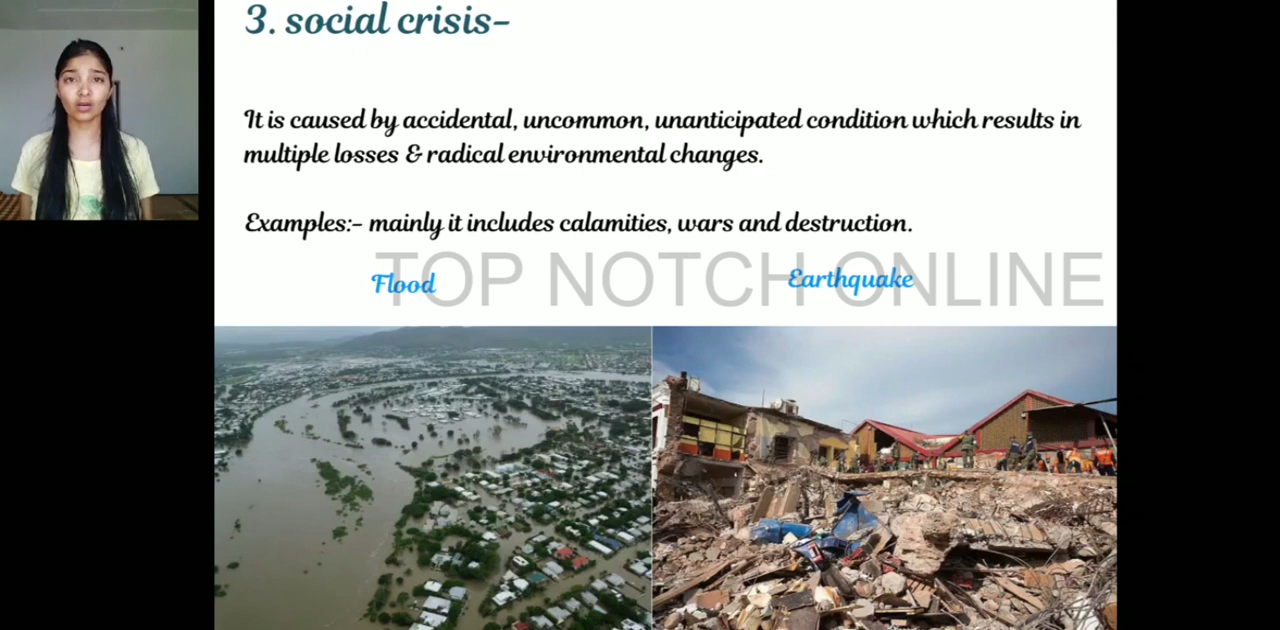 3. social crisis-
It is caused by accidental, uncommon, unanticipated condition which results in
multiple losses & radical environmental changes.
Examples:- mainly it includes calamities, wars and destruction.
TOP NOTCH ONLINE
Flood
Earthquake